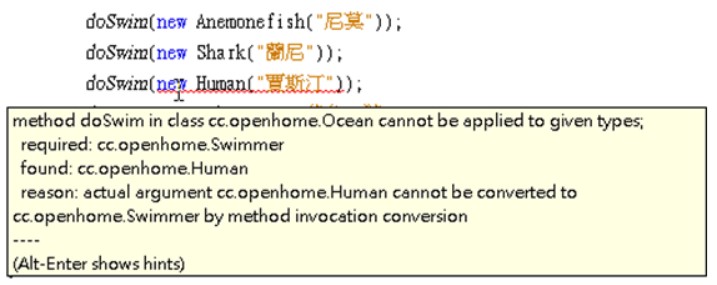 doSwim(new Anemonefish("尼莫"));
doSwim(new Shark("蘭尼"));
doSwim(new Human("賈斯汀"));
method doSwim in class cc.openhome.Ocean cannot be applied to given types;
required: cc.openhome.Swimmer
found: cc.openhome.Human
reason: actual argument cc.openhome.Human cannot be converted to
cc.openhome.Swimmer by method invocation conversion
----
(Alt-Enter shows hints)